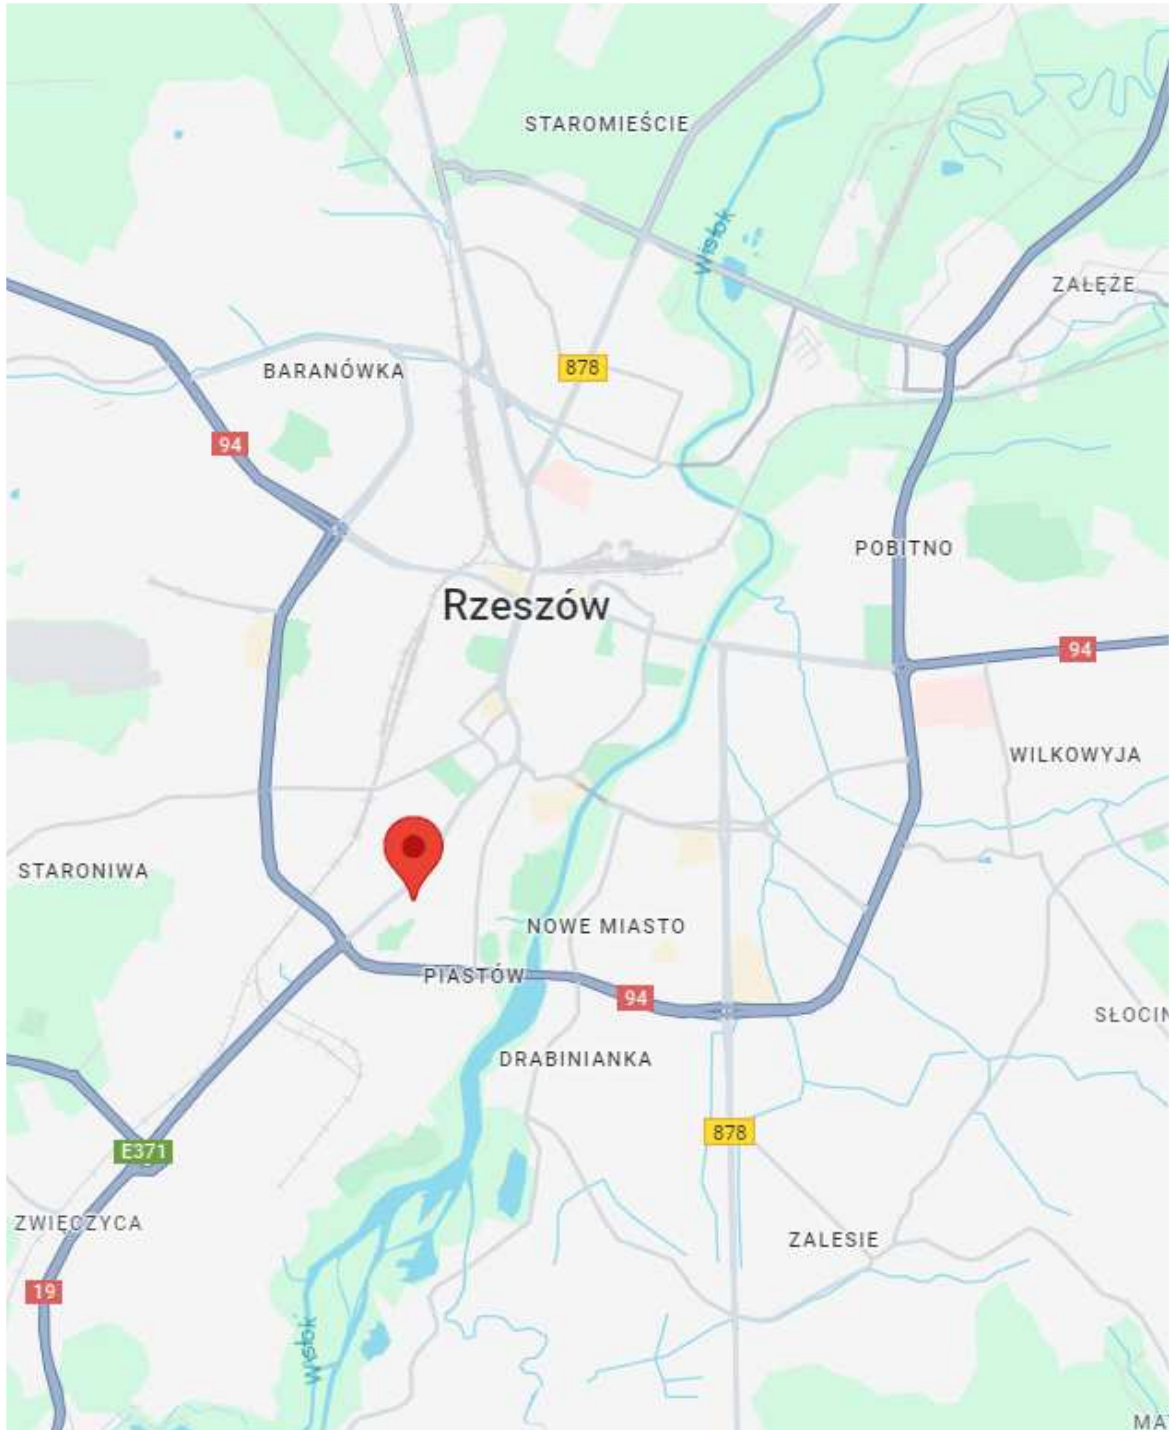 STAROMIEŚCIE
Wisłok
ZAŁĘŻE
BARANÓWKA
878
94
POBITNO
Rzeszów
94
WILKOWYJA
STARONIWA
NOWE MIASTO
PIASTÓW
94
SŁOCIN
DRABINIANKA
878
E371
ZWIĘCZYCA
ZALESIE
19
Wisłok
MA